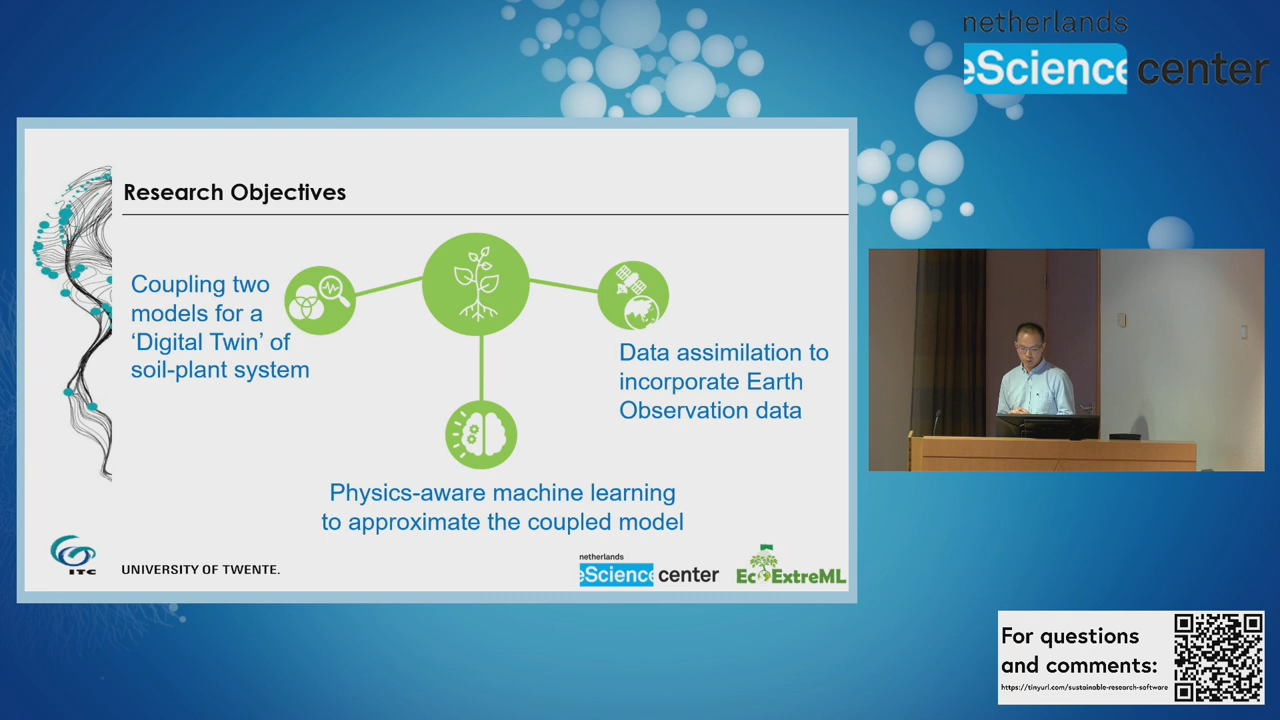 netherlands
eScience center
Research Objectives
Coupling two
models for a
‘Digital Twin’ of
soil-plant system
Data assimilation to
incorporate Earth
Observation data
Physics-aware machine learning
to approximate the coupled model
ITC
UNIVERSITY OF TWENTE.
netherlands
eScience center
EcoExtreML
For questions
and comments:
https://tinyurl.com/sustainable-research-software